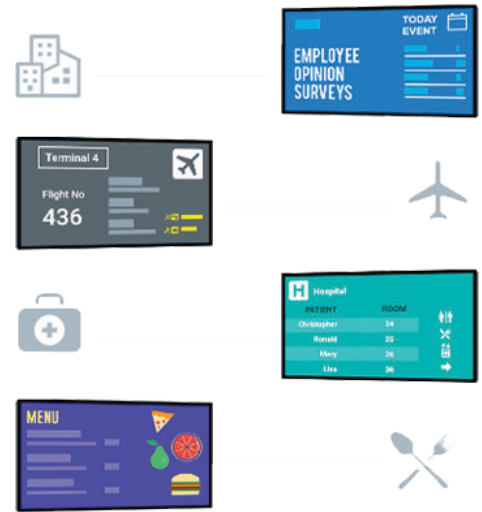 TODAY
EVENT
EMPLOYEE
OPINION
SURVEYS
Terminal 4
Flight No
436
H Hospital
PATIENT ROOM
Christopher 24
Ronald 25
Mary 26
Lisa 36
MENU